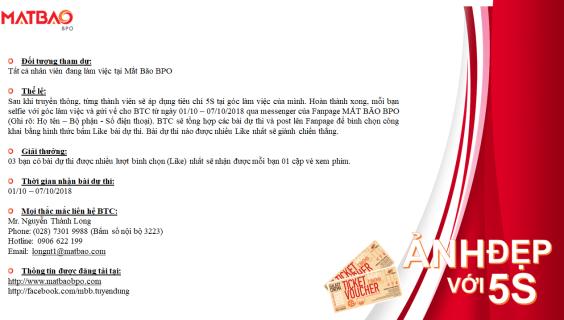 MATBAO
BPO
Đối tượng tham dự:
Tất cả nhân viên đang làm việc tại Mắt Bão BPO
Thể lệ:
Sau khi truyền thông, từng thành viên sẽ áp dụng tiêu chí 5S tại góc làm việc của mình. Hoàn thành xong, mỗi bạn
selfie với góc làm việc và gửi về cho BTC từ ngày 01/10 – 07/10/2018 qua messenger của Fanpage MẮT BÃO BPO
(Ghi rõ: Họ tên – Bộ phận - Số điện thoại). BTC sẽ tổng hợp các bài dự thi và post lên Fanpage để bình chọn công
khai bằng hình thức bấm Like bài dự thi. Bài dự thi nào được nhiều Like nhất sẽ giành chiến thắng.
Giải thưởng:
03 bạn có bài dự thi được nhiều lượt bình chọn (Like) nhất sẽ nhận được mỗi bạn 01 cặp vé xem phim.
Thời gian nhận bài dự thi:
01/10 – 07/10/2018
Mọi thắc mắc liên hệ BTC:
Mr. Nguyễn Thành Long
Phone: (028) 7301 9988 (Bấm số nội bộ 3223)
Hotline: 0906 622 199
Email: longnt1@matbao.com
Thông tin được đăng tải tại:
http://www.matbaobpo.com
http://facebook.com/mbb.tuyendung
ẢNH ĐẸP
VỚI 5S
TICKET
VOUCHER